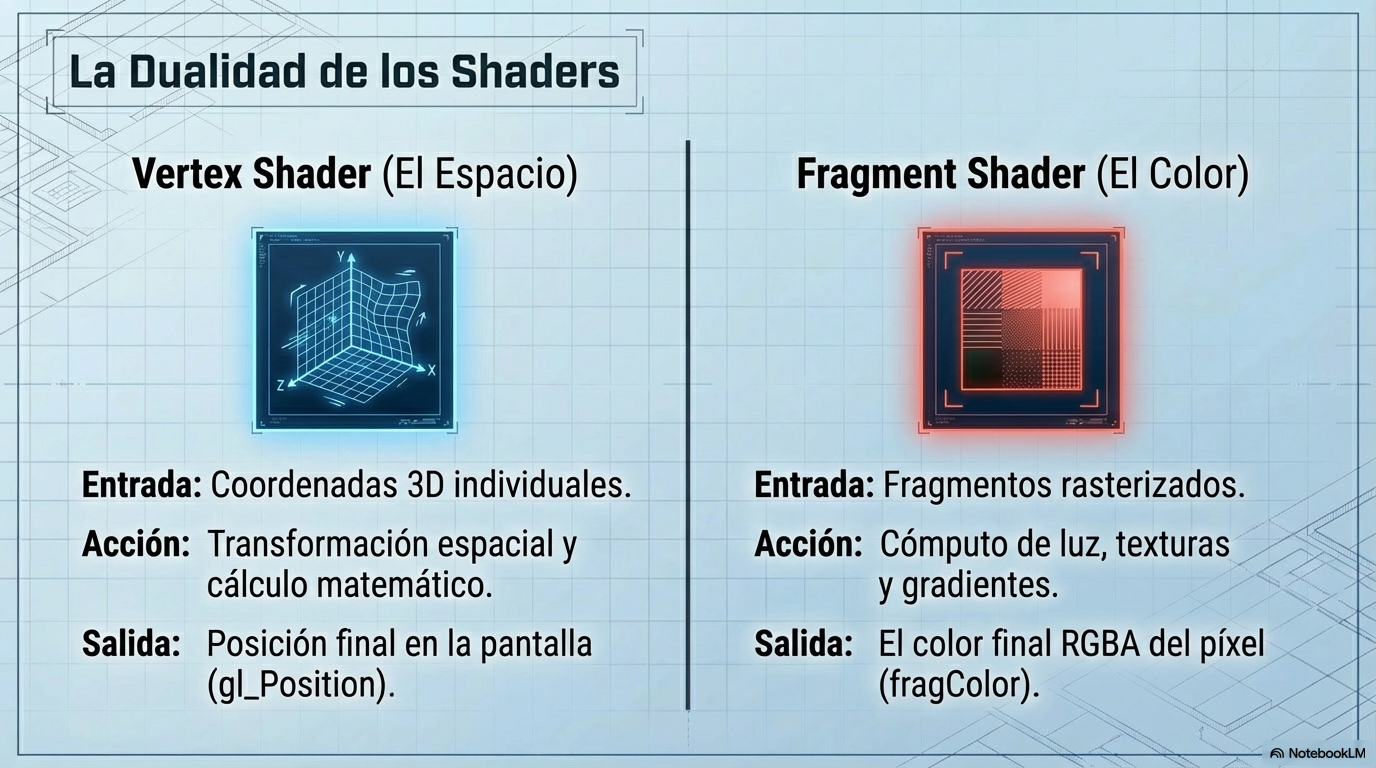 La Dualidad de los Shaders
Vertex Shader (El Espacio)
Y
X
Z
Entrada: Coordenadas 3D individuales.
Acción: Transformación espacial y
cálculo matemático.
Salida: Posición final en la pantalla
(gl_Position).
Fragment Shader (El Color)
Entrada: Fragmentos rasterizados.
Acción: Cómputo de luz, texturas
y gradientes.
Salida: El color final RGBA del píxel
(fragColor).
NotebookLM